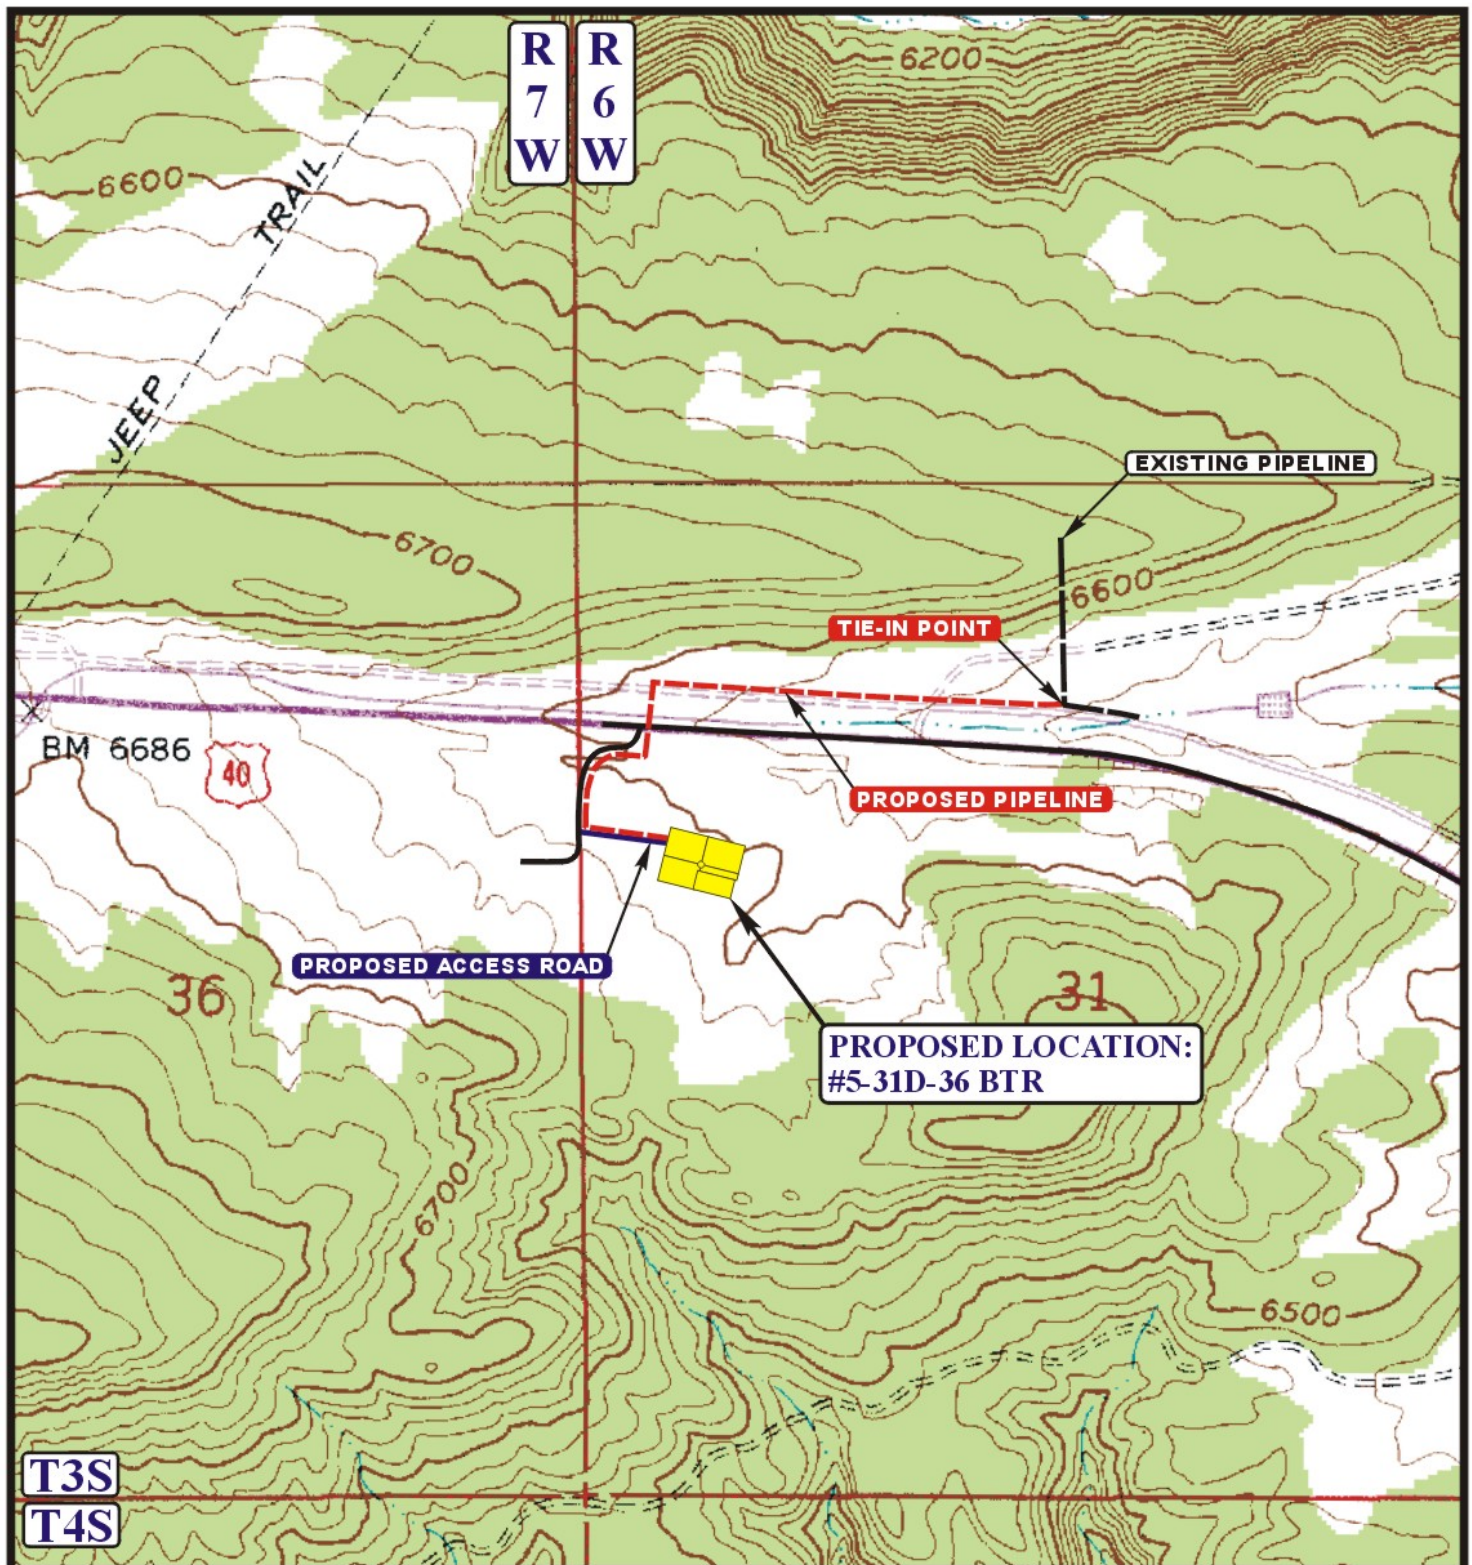 R
7
W
R
6
W
6200
6600
JEEP TRAIL
EXISTING PIPELINE
6700
6600
TIE-IN POINT
BM 6686
40
PROPOSED PIPELINE
PROPOSED ACCESS ROAD
36
31
PROPOSED LOCATION:
#5-31D-36 BTR
6700
6500
T3S
T4S